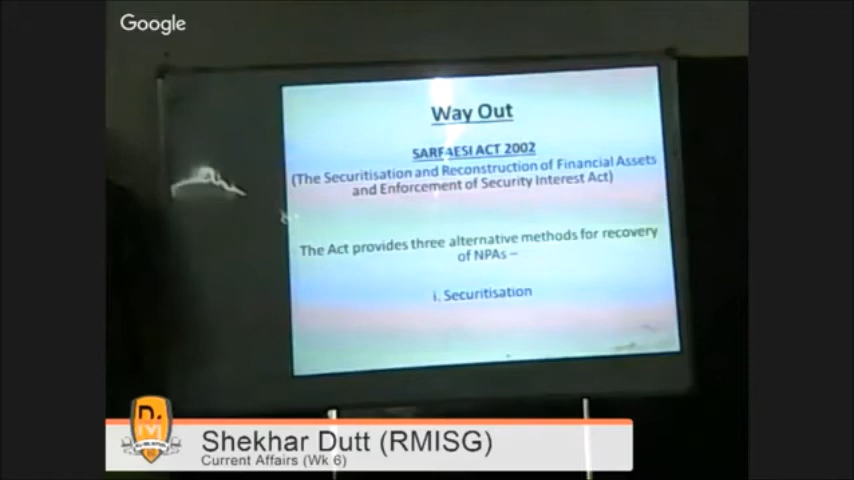 Google
Way Out
SARFAESI ACT 2002
(The Securitisation and Reconstruction of Financial Assets
and Enforcement of Security Interest Act)
The Act provides three alternative methods for recovery
of NPAs –
i. Securitisation
Shekhar Dutt (RMISG)
Current Affairs (Wk 6)